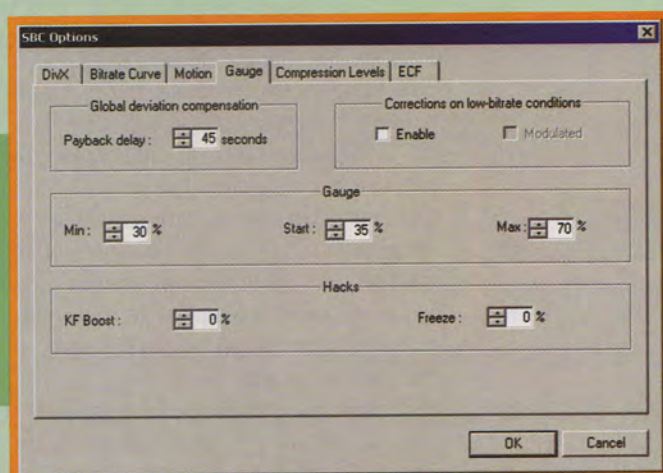 SBC Options
DivX Bitrate Curve Motion Gauge Compression Levels ECF
Global deviation compensation
Payback delay : 45 seconds
Corrections on low-bitrate conditions
Enable Modulated
Gauge
Min : 30 % Start : 35 % Max : 70 %
Hacks
KF Boost : 0 % Freeze : 0 %
OK Cancel